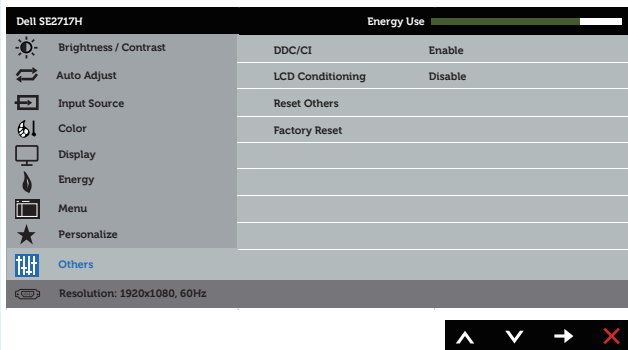 Dell SE2717H Energy Use
Brightness / Contrast
Auto Adjust
Input Source
Color
Display
Energy
Menu
Personalize
Others
DDC/CI Enable
LCD Conditioning Disable
Reset Others
Factory Reset
Resolution: 1920x1080, 60Hz